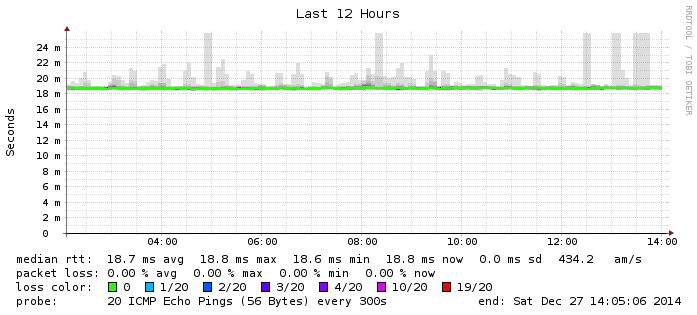 Last 12 Hours
RRDTOOL / TOBI OETIKER
Seconds
24 m
22 m
20 m
18 m
16 m
14 m
12 m
10 m
8 m
6 m
4 m
2 m
0
04:00 06:00 08:00 10:00 12:00 14:00
median rtt: 18.7 ms avg 18.8 ms max 18.6 ms min 18.8 ms now 0.0 ms sd 434.2 am/s
packet loss: 0.00 % avg 0.00 % max 0.00 % min 0.00 % now
loss color: 0 1/20 2/20 3/20 4/20 10/20 19/20
probe: 20 ICMP Echo Pings (56 Bytes) every 300s end: Sat Dec 27 14:05:06 2014